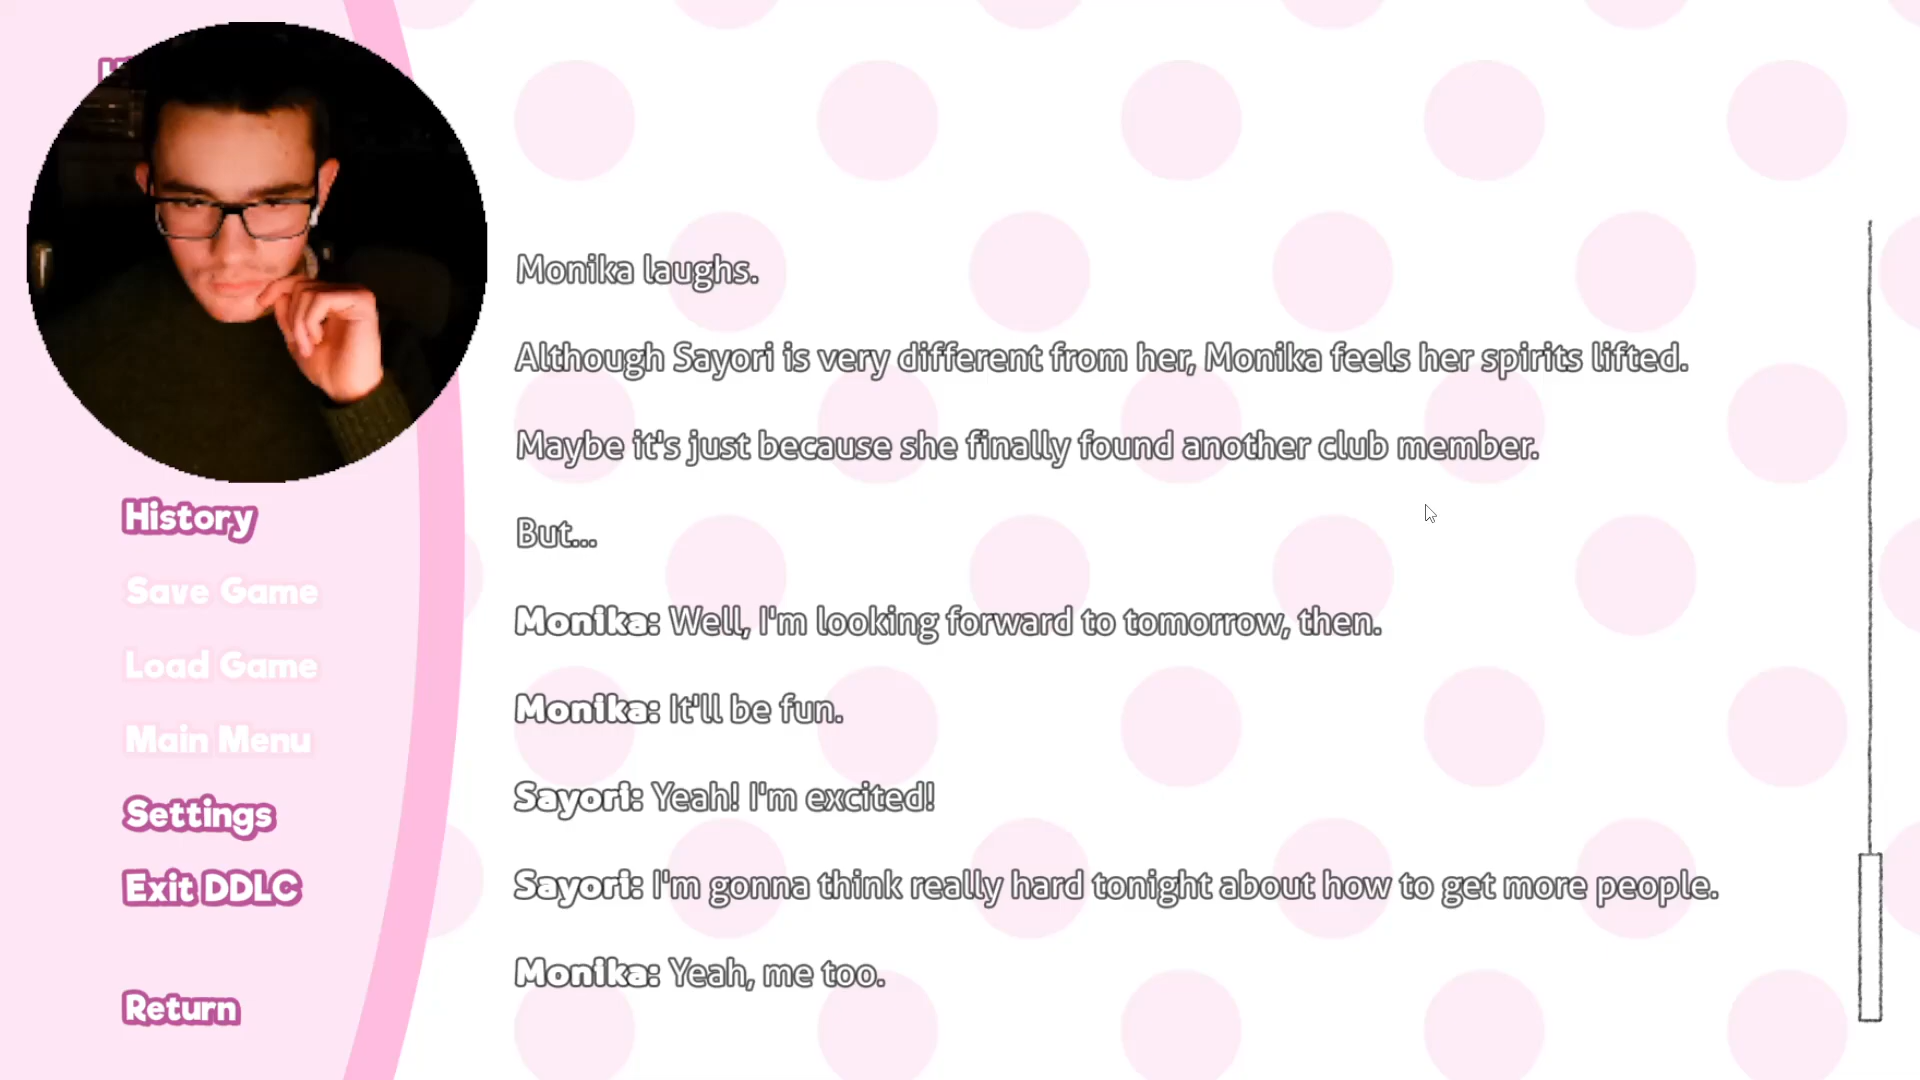 Monika laughs.
Although Sayori is very different from her, Monika feels her spirits lifted.
Maybe it's just because she finally found another club member.
But...
Monika: Well, I'm looking forward to tomorrow, then.
Monika: It'll be fun.
Sayori: Yeah! I'm excited!
Sayori: I'm gonna think really hard tonight about how to get more people.
Monika: Yeah, me too.
History
Save Game
Load Game
Main Menu
Settings
Exit DDLC
Return